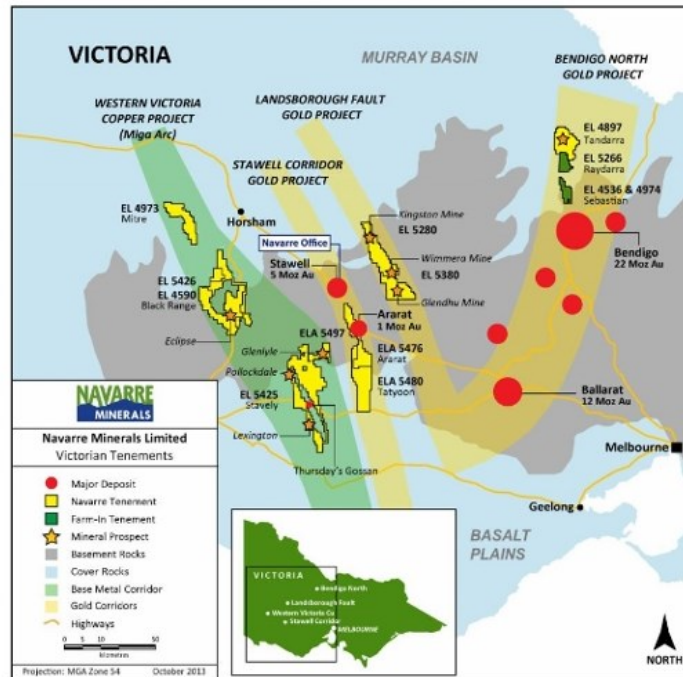 VICTORIA
MURRAY BASIN
BENDIGO NORTH
GOLD PROJECT
WESTERN VICTORIA
COPPER PROJECT
(Miga Arc)
LANDSBOROUGH FAULT
GOLD PROJECT
STAWELL CORRIDOR
GOLD PROJECT
EL 4897
Tandarra
EL 5266
Raydarra
EL 4536 & 4974
Sebastian
EL 4973
Mitre
Horsham
Kingston Mine
EL 5280
Navarre Office
Stawell
5 Moz Au
Wimmera Mine
EL 5380
Glendhu Mine
Bendigo
22 Moz Au
EL 5426
EL 4590
Black Range
Eclipse
ELA 5497
Ararat
1 Moz Au
Glenlyle
Pollockdale
ELA 5476
Ararat
ELA 5480
Tatyoon
EL 5425
Stavely
Lexington
Thursday's Gossan
Ballarat
12 Moz Au
Melbourne
Geelong
BASALT
PLAINS
NAVARRE
MINERALS
Navarre Minerals Limited
Victorian Tenements
Major Deposit
Navarre Tenement
Farm-In Tenement
Mineral Prospect
Basement Rocks
Cover Rocks
Base Metal Corridor
Gold Corridors
Highways
0 5 10 50
kilometres
Projection: MGA Zone 54 October 2013
VICTORIA
Bendigo North
Landsborough Fault
Western Victoria Cu
Stawell Corridor
MELBOURNE
NORTH